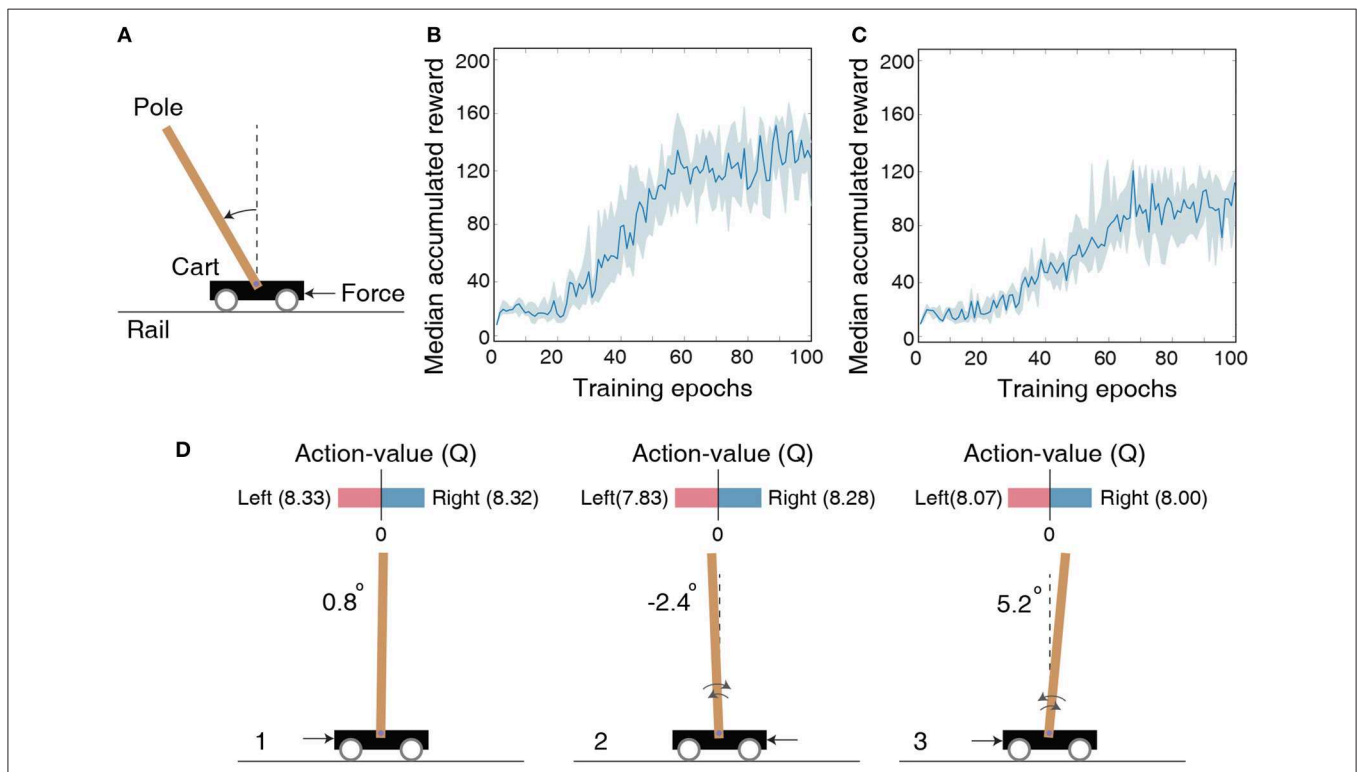 A
Pole
Cart
Force
Rail
B
Median accumulated reward
200
160
120
80
40
0
0 20 40 60 80 100
Training epochs
C
Median accumulated reward
200
160
120
80
40
0
0 20 40 60 80 100
Training epochs
D
Action-value (Q)
Left (8.33) Right (8.32)
0
0.8°
1
Action-value (Q)
Left(7.83) Right (8.28)
0
-2.4°
2
Action-value (Q)
Left(8.07) Right (8.00)
0
5.2°
3